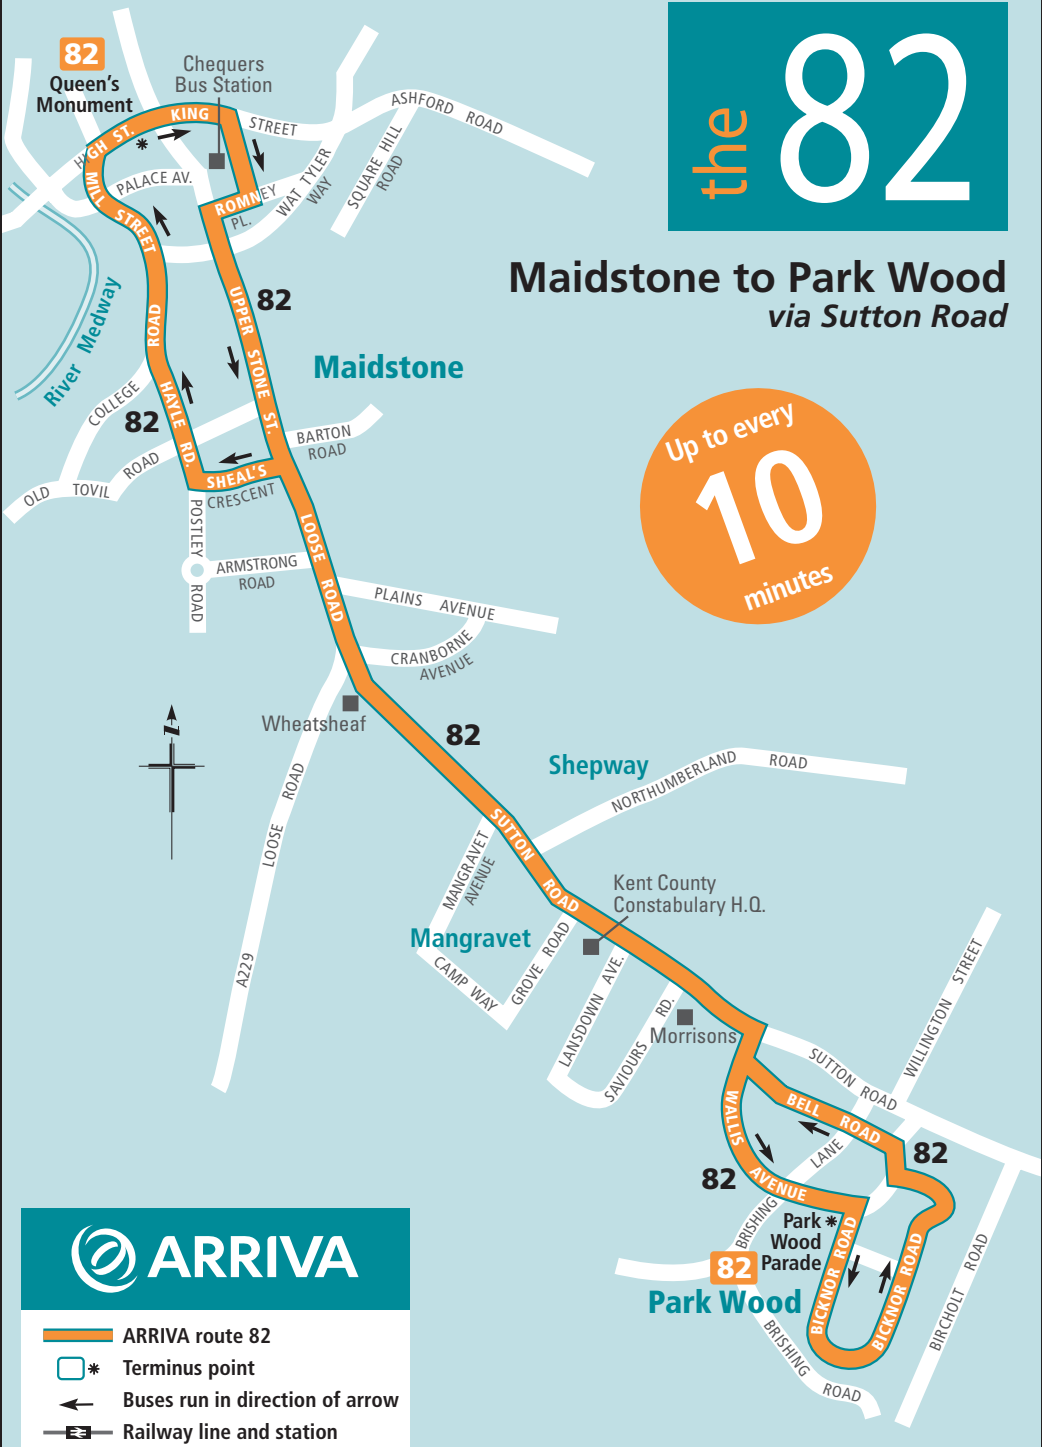 the 82
Maidstone to Park Wood
via Sutton Road
Up to every
10
minutes
82
Queen's
Monument
Chequers
Bus Station
HIGH ST.
KING
STREET
ASHFORD ROAD
SQUARE HILL
ROAD
WAT TYLER
WAY
PALACE AV.
ROMNEY
PL.
MILL STREET
River Medway
82
UPPER STONE ST.
Maidstone
ROAD
COLLEGE
82
HAYLE RD.
BARTON
ROAD
OLD TOVIL ROAD
SHEAL'S
CRESCENT
POSTLEY ROAD
ARMSTRONG
ROAD
LOOSE ROAD
PLAINS AVENUE
CRANBORNE
AVENUE
Wheatsheaf
82
LOOSE ROAD
A229
Shepway
NORTHUMBERLAND ROAD
SUTTON ROAD
MANGRAVET
AVENUE
Mangravet
CAMP WAY
GROVE ROAD
Kent County
Constabulary H.Q.
LANSDOWN AVE.
SAVIOURS RD.
Morrisons
SUTTON ROAD
WILLINGTON STREET
WALLIS AVENUE
BELL ROAD
82
82
BRISHING LANE
Park
Wood
Parade
82
Park Wood
BICKNOR ROAD
BICKNOR ROAD
BIRCHOLT ROAD
BRISHING ROAD
ARRIVA
ARRIVA route 82
Terminus point
Buses run in direction of arrow
Railway line and station